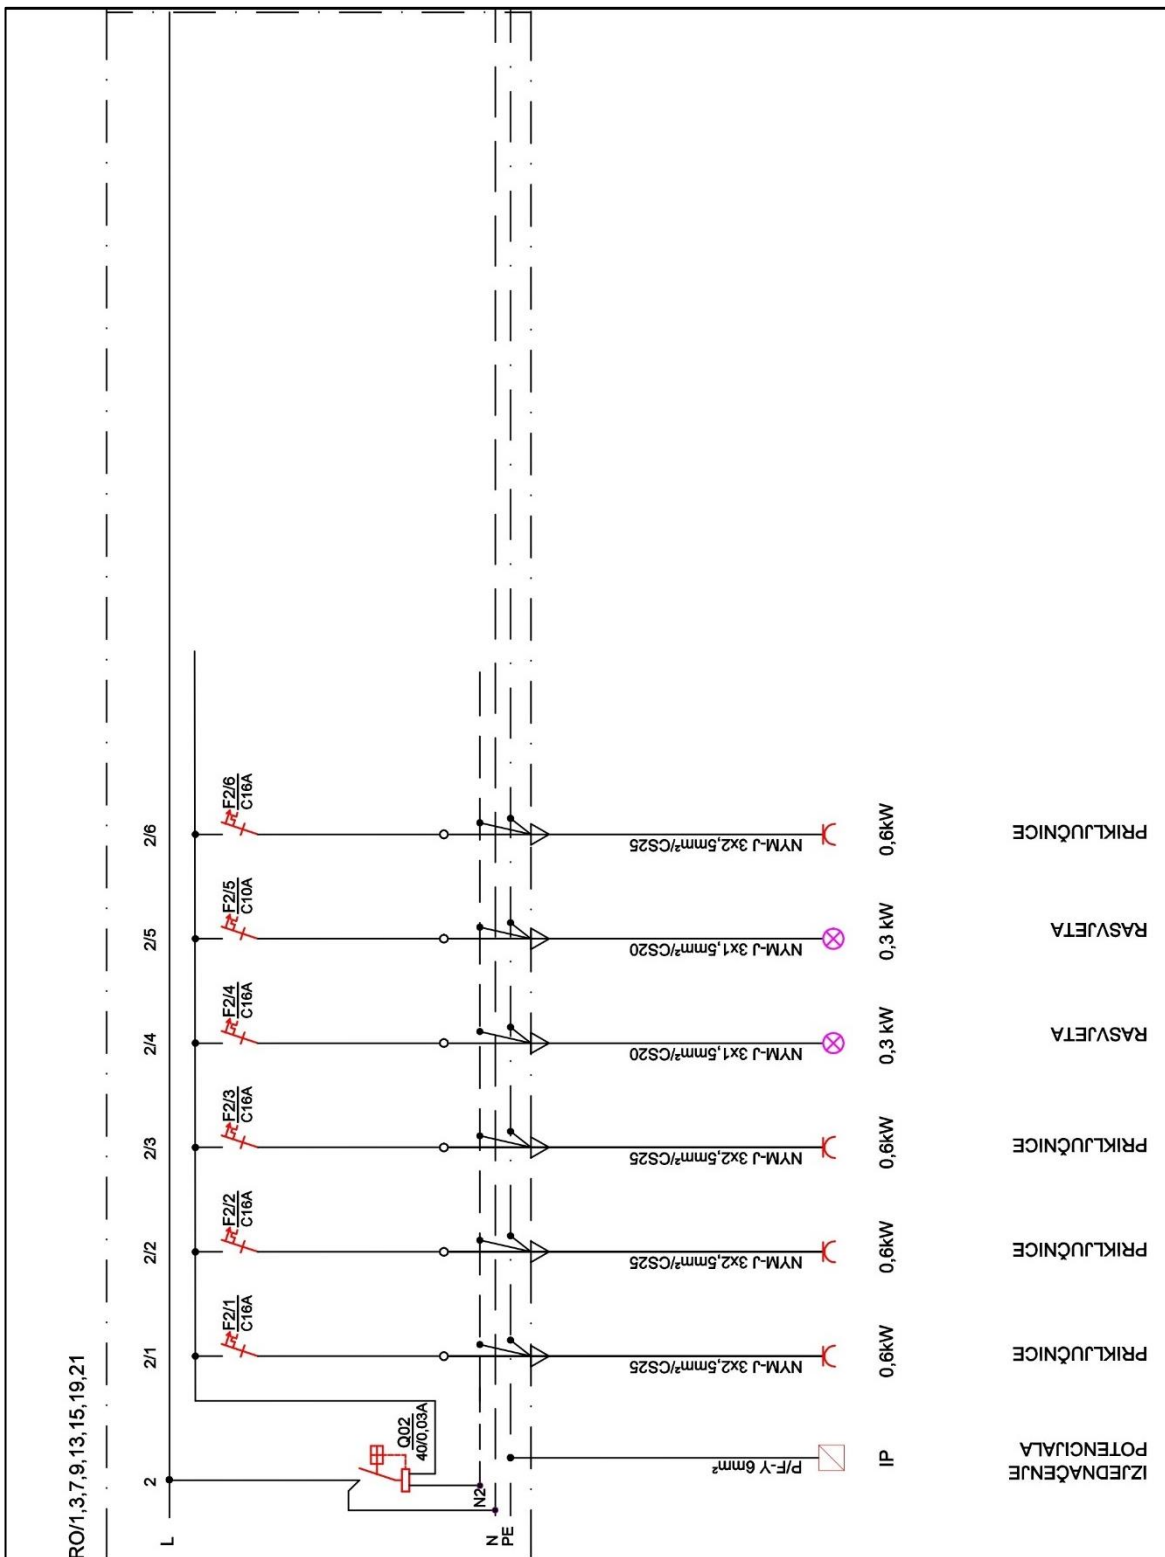 RO/1,3,7,9,13,15,19,21
2
2/1
2/2
2/3
2/4
2/5
2/6
L
F2/1
C16A
F2/2
C16A
F2/3
C16A
F2/4
C16A
F2/5
C10A
F2/6
C16A
Q02
40/0,03A
N2
N
PE
P/F-Y 6mm²
NYM-J 3x2,5mm²/CS25
NYM-J 3x2,5mm²/CS25
NYM-J 3x2,5mm²/CS25
NYM-J 3x1,5mm²/CS20
NYM-J 3x1,5mm²/CS20
NYM-J 3x2,5mm²/CS25
IP
0,6kW
0,6kW
0,6kW
0,3 kW
0,3 kW
0,6kW
IZJEDNAČENJE
POTENCIJALA
PRIKLJUČNICE
PRIKLJUČNICE
PRIKLJUČNICE
RASVJETA
RASVJETA
PRIKLJUČNICE